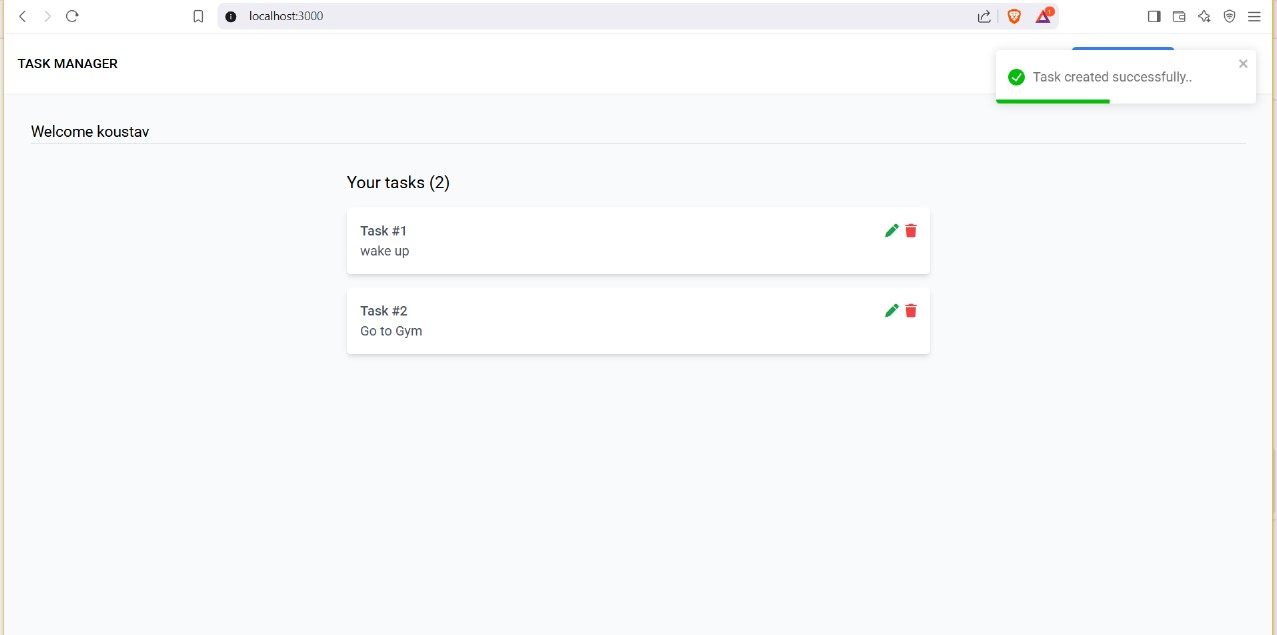 localhost:3000
TASK MANAGER
Task created successfully..
Welcome koustav
Your tasks (2)
Task #1
wake up
Task #2
Go to Gym